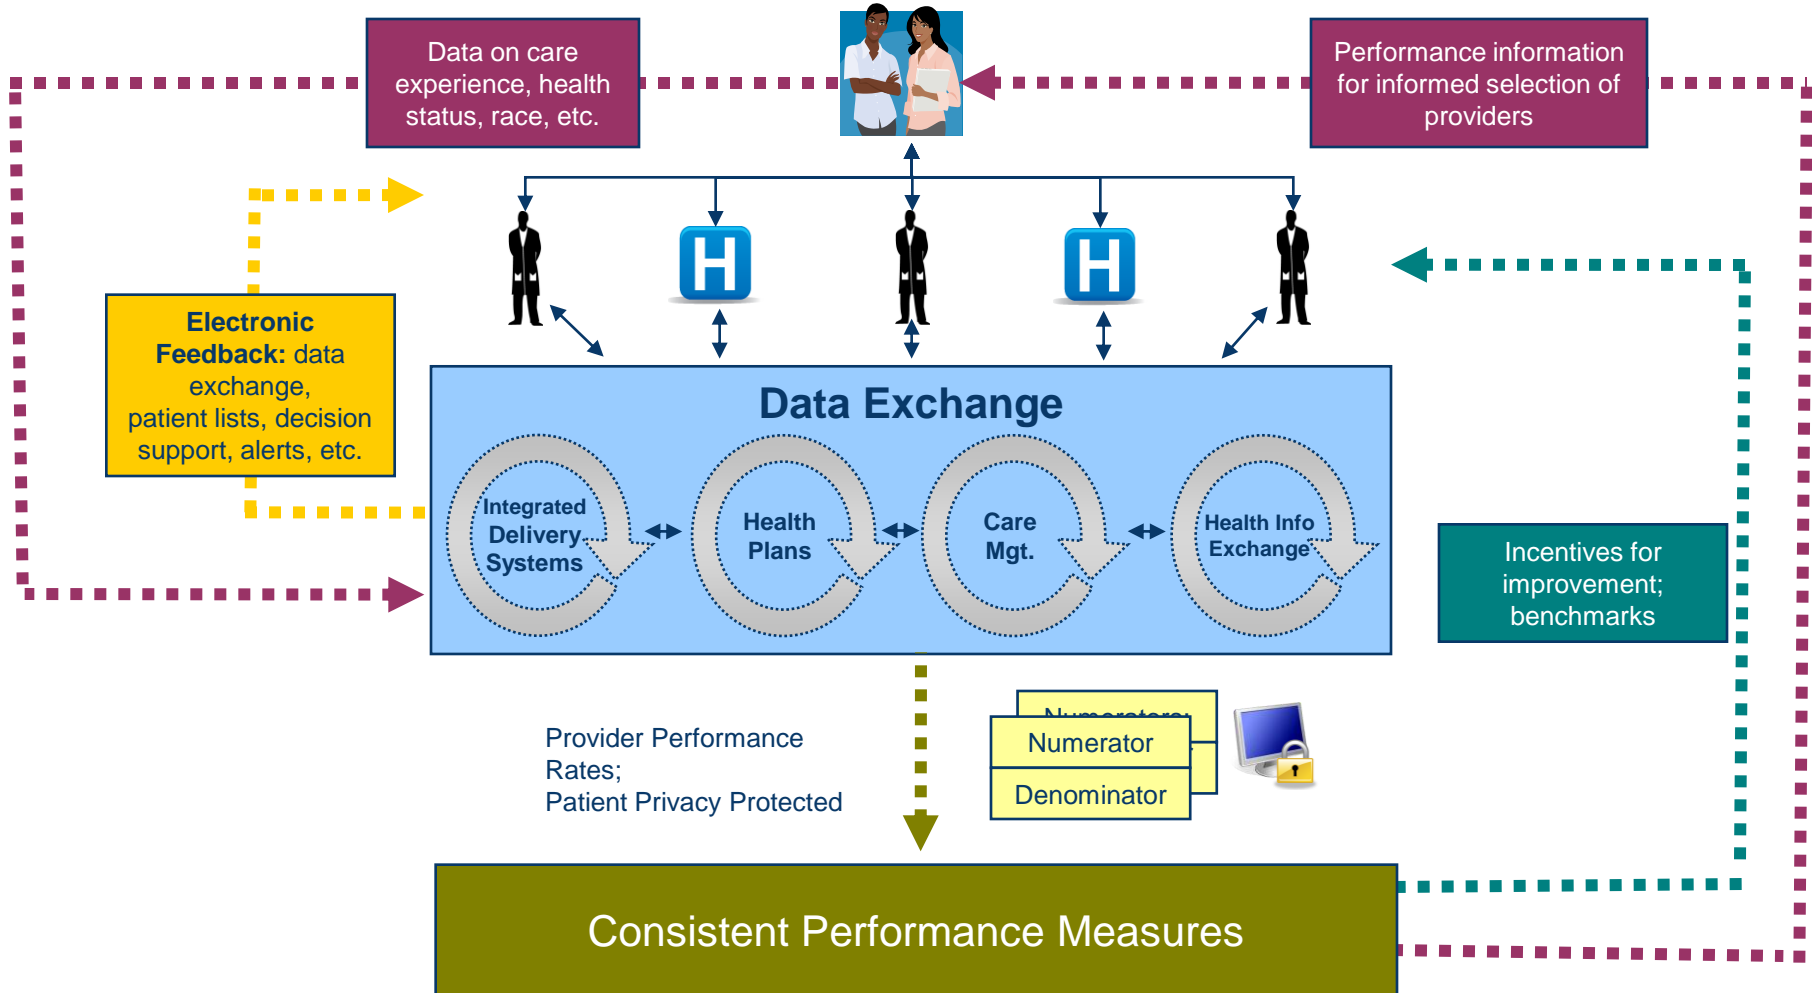 Data on care
experience, health
status, race, etc.
Performance information
for informed selection of
providers
H
H
Electronic
Feedback: data
exchange,
patient lists, decision
support, alerts, etc.
Data Exchange
Integrated
Delivery
Systems
Health
Plans
Care
Mgt.
Health Info
Exchange
Incentives for
improvement;
benchmarks
Provider Performance
Rates;
Patient Privacy Protected
Numerator
Denominator
Consistent Performance Measures